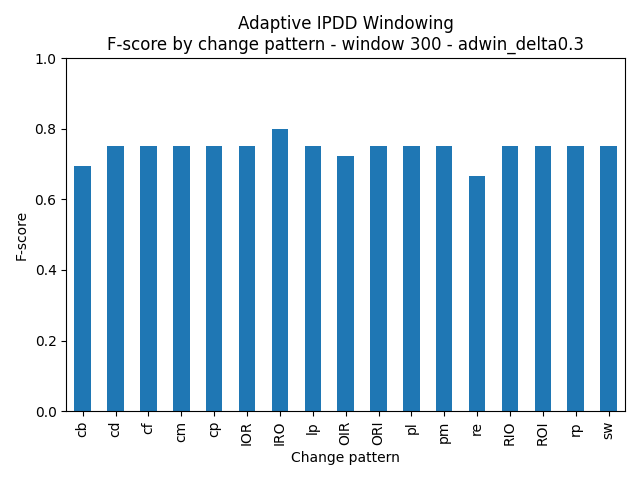 Adaptive IPDD Windowing
F-score by change pattern - window 300 - adwin_delta0.3
1.0
0.8
0.6
0.4
0.2
0.0
F-score
cb
cd
cf
cm
cp
IOR
IRO
lp
OIR
ORI
pl
pm
re
RIO
ROI
rp
sw
Change pattern